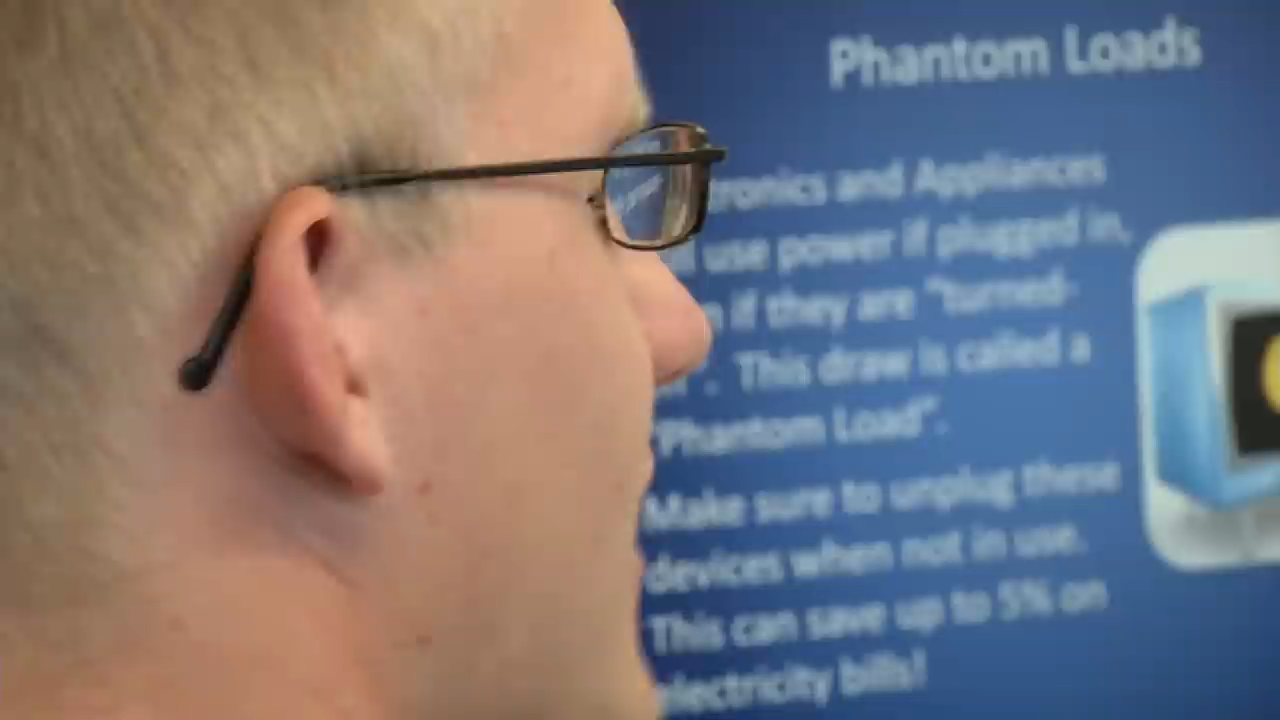 Phantom Loads
tronics and Appliances
use power if plugged in,
if they are "turned-
". This draw is called a
"Phantom Load".
Make sure to unplug these
devices when not in use.
This can save up to 5% on
electricity bills!